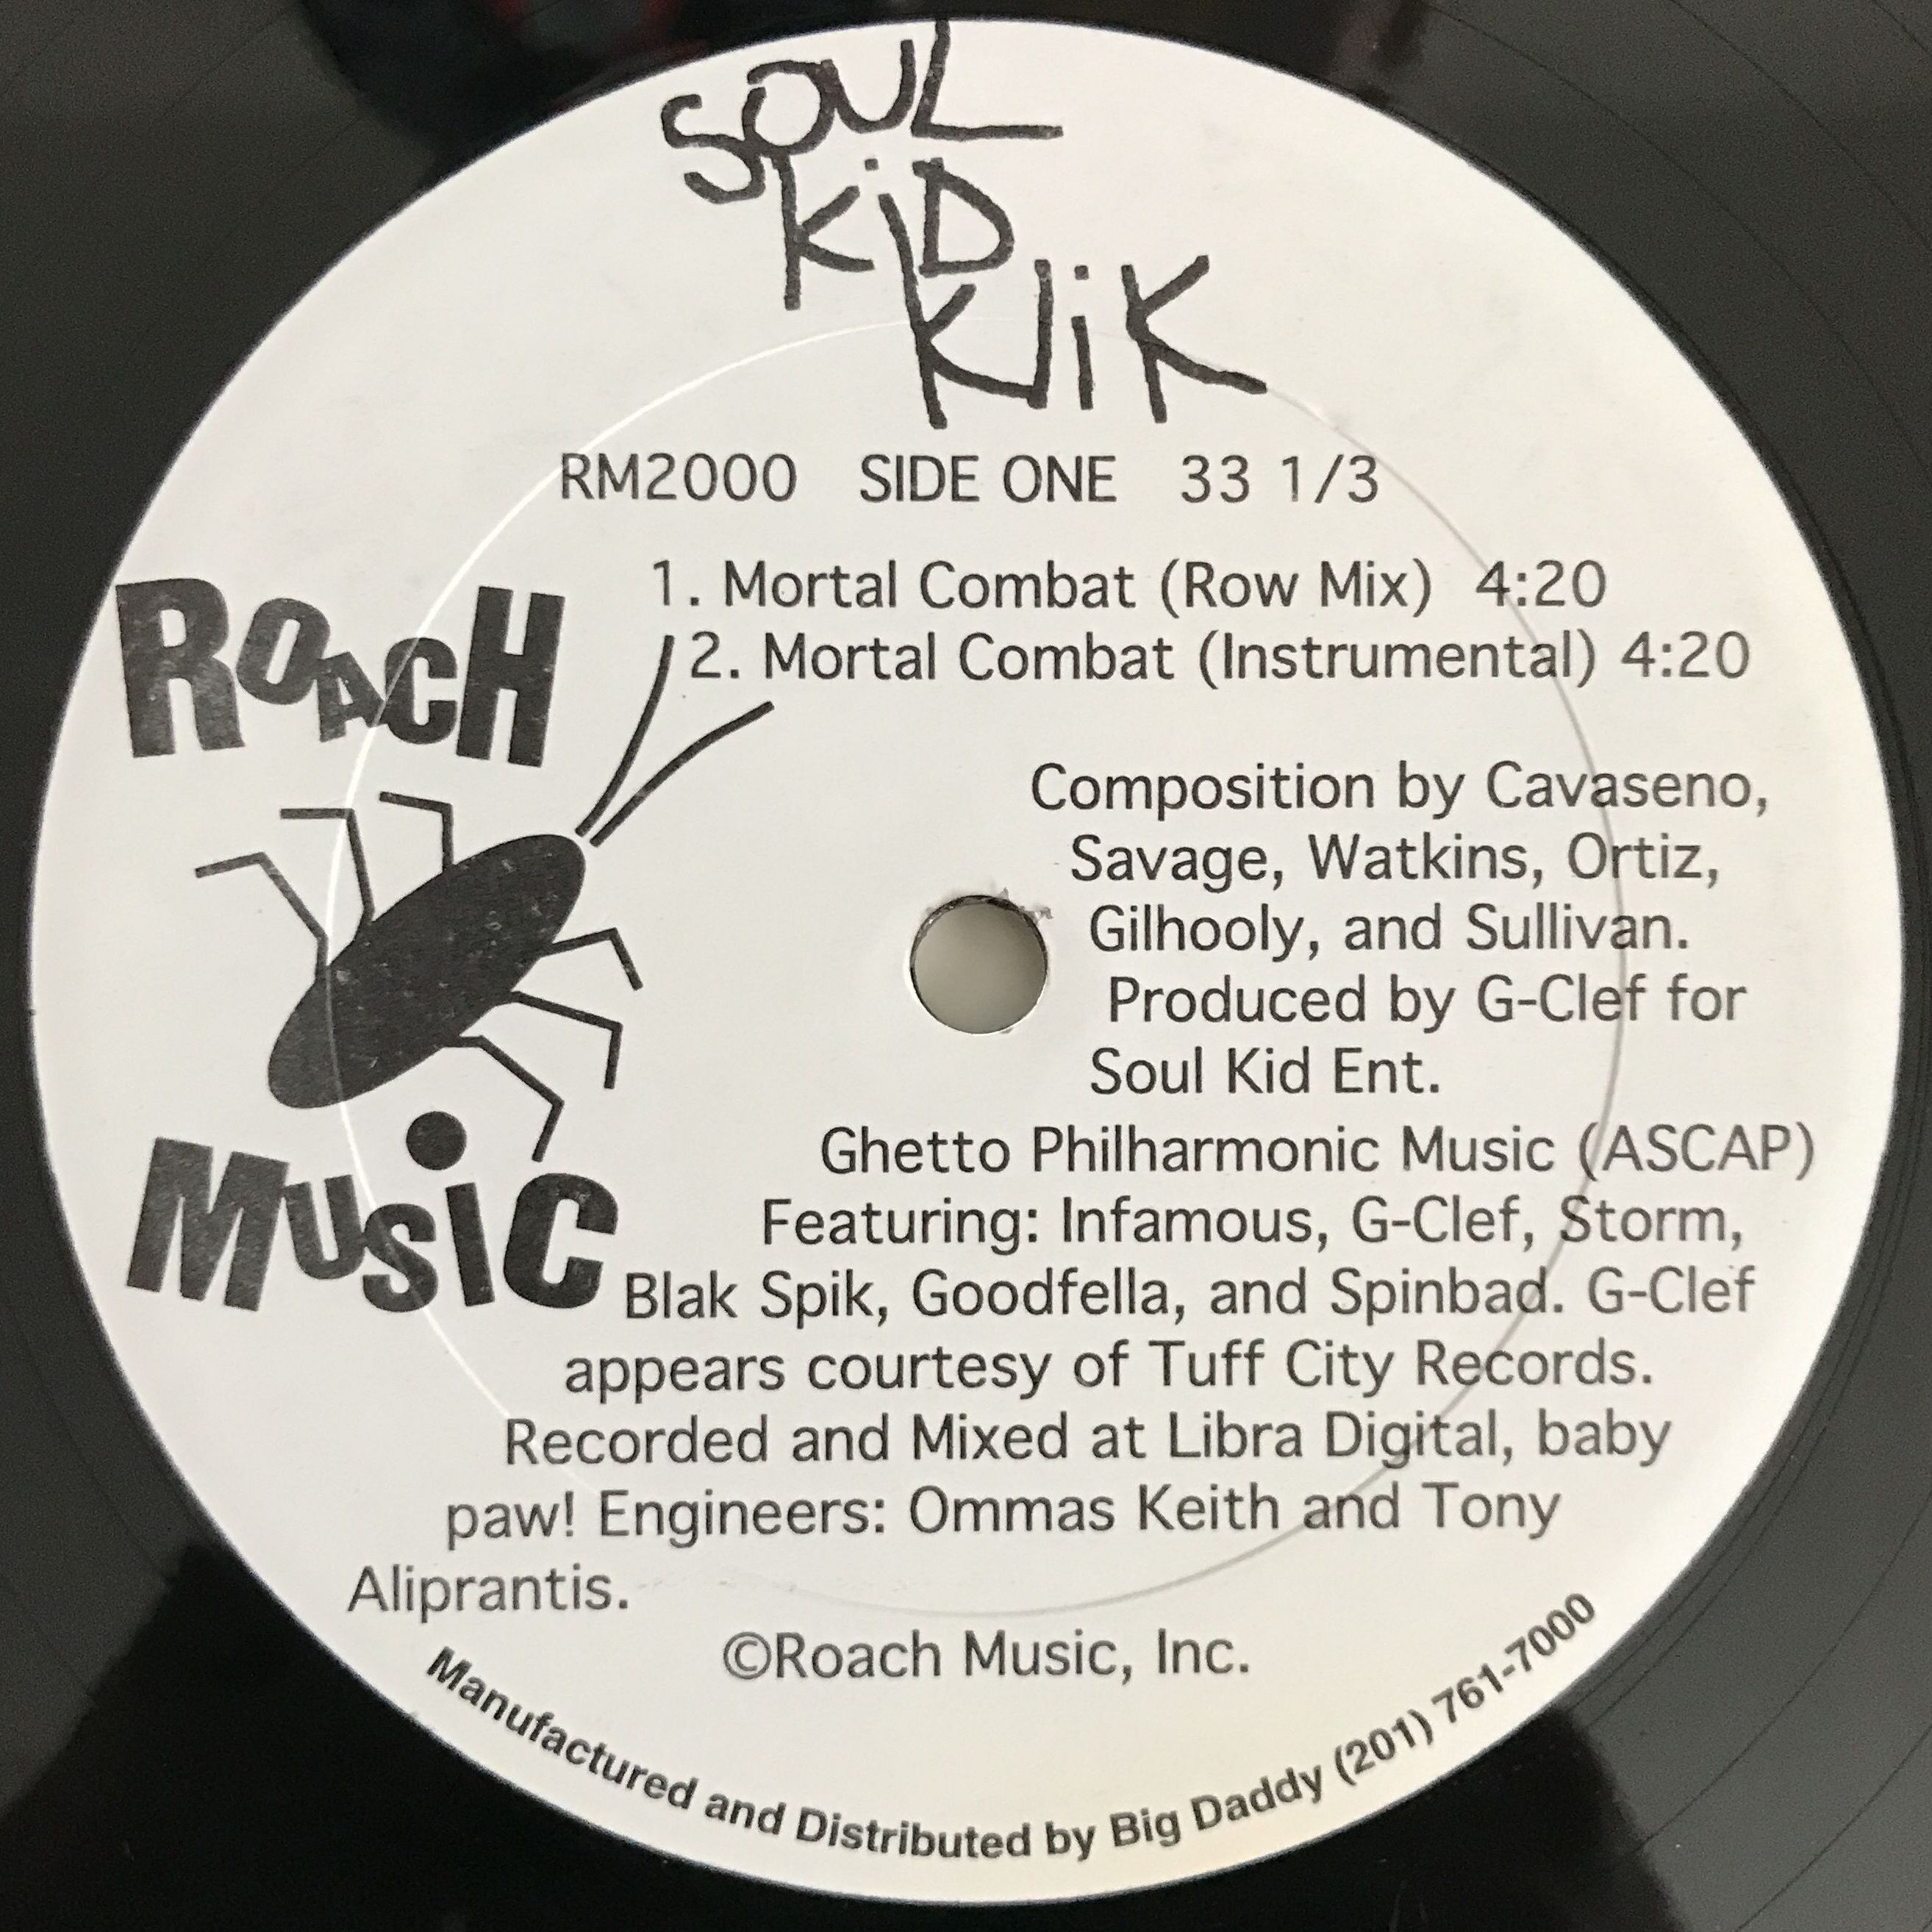 SOUL
KiD
KliK
RM2000 SIDE ONE 33 1/3
1. Mortal Combat (Row Mix) 4:20
2. Mortal Combat (Instrumental) 4:20
ROACH
MUSIC
Composition by Cavaseno,
Savage, Watkins, Ortiz,
Gilhooly, and Sullivan.
Produced by G-Clef for
Soul Kid Ent.
Ghetto Philharmonic Music (ASCAP)
Featuring: Infamous, G-Clef, Storm,
Blak Spik, Goodfella, and Spinbad. G-Clef
appears courtesy of Tuff City Records.
Recorded and Mixed at Libra Digital, baby
paw! Engineers: Ommas Keith and Tony
Aliprantis.
©Roach Music, Inc.
Manufactured and Distributed by Big Daddy (201) 761-7000